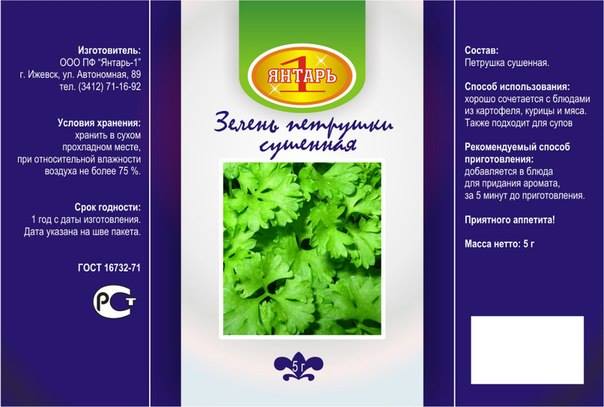 Изготовитель:
ООО ПФ “Янтарь-1”
г. Ижевск, ул. Автономная, 89
тел. (3412) 71-16-92
Условия хранения:
хранить в сухом
прохладном месте,
при относительной влажности
воздуха не более 75 %.
Срок годности:
1 год с даты изготовления.
Дата указана на шве пакета.
ГОСТ 16732-71
РСТ
1
ЯНТАРЬ
Зелень петрушки
сушенная
5 г
Состав:
Петрушка сушенная.
Способ использования:
хорошо сочетается с блюдами
из картофеля, курицы и мяса.
Также подходит для супов
Рекомендуемый способ
приготовления:
добавляется в блюда
для придания аромата,
за 5 минут до приготовления.
Приятного аппетита!
Масса нетто: 5 г